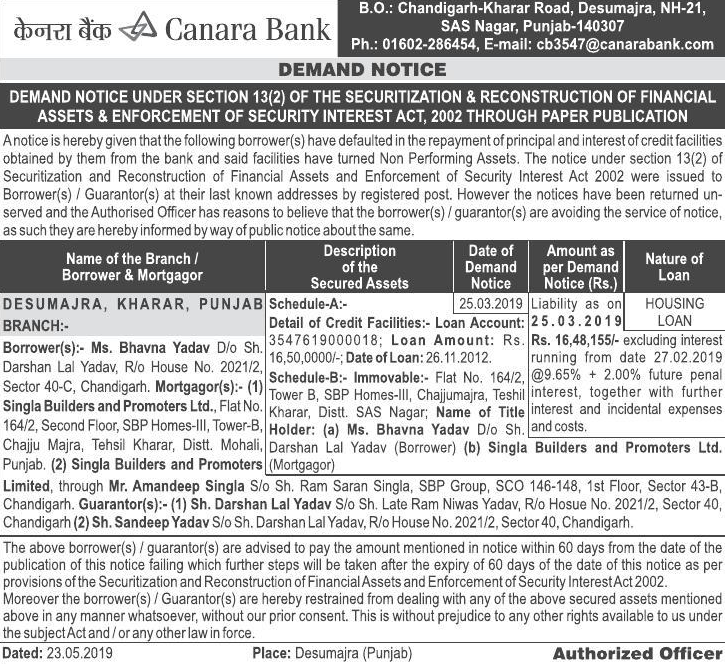 केनरा बैंक Canara Bank
B.O.: Chandigarh-Kharar Road, Desumajra, NH-21,
SAS Nagar, Punjab-140307
Ph.: 01602-286454, E-mail: cb3547@canarabank.com
DEMAND NOTICE
DEMAND NOTICE UNDER SECTION 13(2) OF THE SECURITIZATION & RECONSTRUCTION OF FINANCIAL
ASSETS & ENFORCEMENT OF SECURITY INTEREST ACT, 2002 THROUGH PAPER PUBLICATION
A notice is hereby given that the following borrower(s) have defaulted in the repayment of principal and interest of credit facilities
obtained by them from the bank and said facilities have turned Non Performing Assets. The notice under section 13(2) of
Securitization and Reconstruction of Financial Assets and Enforcement of Security Interest Act 2002 were issued to
Borrower(s) / Guarantor(s) at their last known addresses by registered post. However the notices have been returned un-
served and the Authorised Officer has reasons to believe that the borrower(s) / guarantor(s) are avoiding the service of notice,
as such they are hereby informed by way of public notice about the same.
Name of the Branch /
Borrower & Mortgagor
Description
of the
Secured Assets
Date of
Demand
Notice
Amount as
per Demand
Notice (Rs.)
Nature of
Loan
DESUMAJRA, KHARAR, PUNJAB
BRANCH:-
Borrower(s):- Ms. Bhavna Yadav D/o Sh.
Darshan Lal Yadav, R/o House No. 2021/2,
Sector 40-C, Chandigarh. Mortgagor(s):- (1)
Singla Builders and Promoters Ltd., Flat No.
164/2, Second Floor, SBP Homes-III, Tower-B,
Chajju Majra, Tehsil Kharar, Distt. Mohali,
Punjab. (2) Singla Builders and Promoters
Schedule-A:-
Detail of Credit Facilities:- Loan Account:
3547619000018; Loan Amount: Rs.
16,50,0000/-; Date of Loan: 26.11.2012.
Schedule-B:- Immovable:- Flat No. 164/2,
Tower B, SBP Homes-III, Chajjumajra, Teshil
Kharar, Distt. SAS Nagar; Name of Title
Holder: (a) Ms. Bhavna Yadav D/o Sh.
Darshan Lal Yadav (Borrower) (b) Singla Builders and Promoters Ltd.
(Mortgagor)
25.03.2019
Liability as on
25.03.2019
Rs. 16,48,155/- excluding interest
running from date 27.02.2019
@9.65% + 2.00% future penal
interest, together with further
interest and incidental expenses
and costs.
HOUSING
LOAN
Limited, through Mr. Amandeep Singla S/o Sh. Ram Saran Singla, SBP Group, SCO 146-148, 1st Floor, Sector 43-B,
Chandigarh. Guarantor(s):- (1) Sh. Darshan Lal Yadav S/o Sh. Late Ram Niwas Yadav, R/o Hosue No. 2021/2, Sector 40,
Chandigarh (2) Sh. Sandeep Yadav S/o Sh. Darshan Lal Yadav, R/o House No. 2021/2, Sector 40, Chandigarh.
The above borrower(s) / guarantor(s) are advised to pay the amount mentioned in notice within 60 days from the date of the
publication of this notice failing which further steps will be taken after the expiry of 60 days of the date of this notice as per
provisions of the Securitization and Reconstruction of Financial Assets and Enforcement of Security Interest Act 2002.
Moreover the borrower(s) / Guarantor(s) are hereby restrained from dealing with any of the above secured assets mentioned
above in any manner whatsoever, without our prior consent. This is without prejudice to any other rights available to us under
the subject Act and / or any other law in force.
Dated: 23.05.2019 Place: Desumajra (Punjab) Authorized Officer